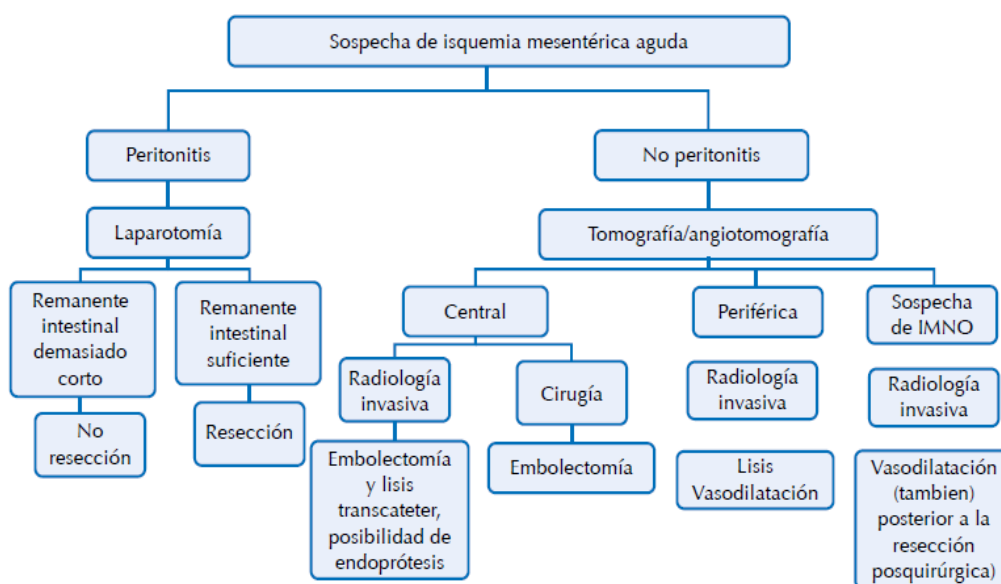 Sospecha de isquemia mesentérica aguda
Peritonitis
No peritonitis
Laparotomía
Tomografía/angiotomografía
Remanente
intestinal
demasiado
corto
Remanente
intestinal
suficiente
Central
Periférica
Sospecha
de IMNO
Radiología
invasiva
Cirugía
Radiología
invasiva
Radiología
invasiva
No
resección
Resección
Embolectomía
y lisis
transcateter,
posibilidad de
endoprótesis
Embolectomía
Lisis
Vasodilatación
Vasodilatación
(tambien)
posterior a la
resección
posquirúrgica)